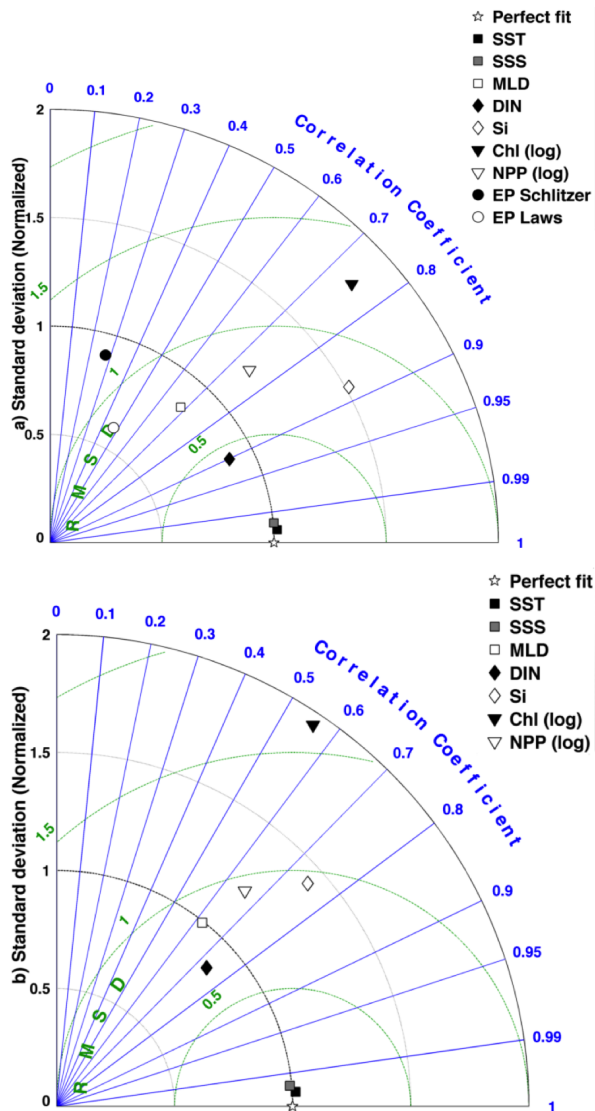 Perfect fit
SST
SSS
MLD
DIN
Si
Chl (log)
NPP (log)
EP Schlitzer
EP Laws
a) Standard deviation (Normalized)
2
1.5
1
0.5
0
0
0.1
0.2
0.3
0.4
0.5
0.6
0.7
0.8
0.9
0.95
0.99
1
Correlation Coefficient
1.5
1
0.5
RMSD
Perfect fit
SST
SSS
MLD
DIN
Si
Chl (log)
NPP (log)
b) Standard deviation (Normalized)
2
1.5
1
0.5
0
0
0.1
0.2
0.3
0.4
0.5
0.6
0.7
0.8
0.9
0.95
0.99
1
Correlation Coefficient
1.5
1
0.5
RMSD